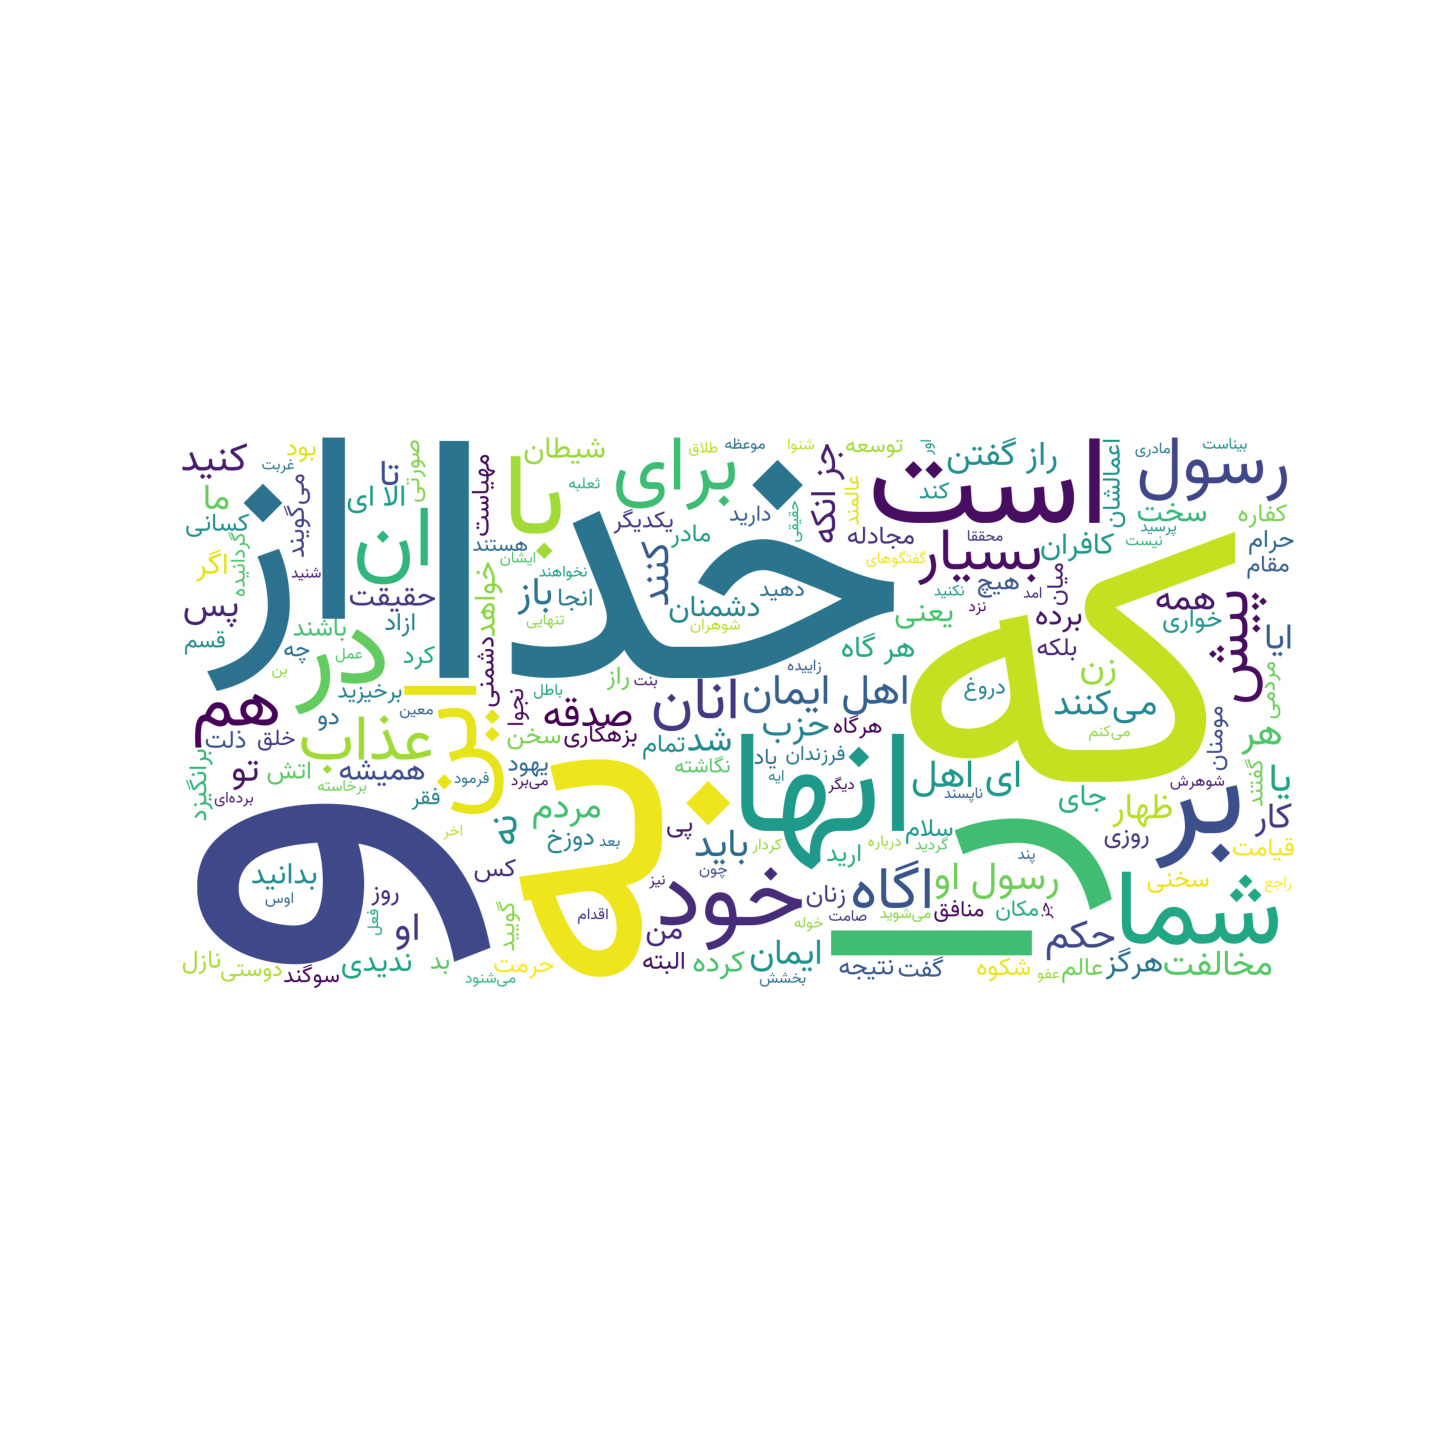 خدا
از
که
و
به
است
انها
شما
را
بر
خود
با
برای
ان
در
این
هم
رسول
بسیار
پیش
عذاب
انان
اگاه
اهل ایمان
ای اهل
رسول او
راز گفتن
جز انکه
شیطان
توسعه
موعظه
طلاق
شنوا
اور
مادری
بیناست
کنید
بود
غربت
تا
الا ای
صورتی
مهیاست
ما
کسانی
گردانیده
می‌گویند
اگر
شنید
پس
قسم
حقیقت
ازاد
باشند
چه
عمل
کرد
بن
برخیزید
دو
معین
خلق
ذلت
اتش
همیشه
تو
برده‌ای
برخاسته
برانگیزد
فقر
اخر
فرمود
ثعلبه
هستند
ایشان
نخواهند
خواهد
باز
انجا
تنهایی
دشمنی
نجوا
باطل
راز
بنت
زاییده
صدقه
سخن
بزهکاری
یهود
می‌برد
تمام
شد
حزب
هرگاه
فرزندان
یاد
ایه
دیگر
نگاشته
مردم
دوزخ
بعد
نه
پی
باید
کردار
چون
کس
نیز
اقدام
من
البته
ایمان
کرده
بخشش
حرمت
می‌شنود
گویید
بدانید
اوس
روز
فعل
او
بد
ندیدی
سوگند
دوستی
نازل
یکدیگر
مادر
دارید
حقیقی
عالمند
مجادله
گفتگوهای
کنند
دشمنان
شوهران
دهید
کند
محققا
کافران
اعمالشان
سخت
پرسید
نیست
کفاره
حرام
مقام
هیچ
میان
امد
نزد
نکنید
یعنی
هر گاه
برده
بلکه
همه
خواری
ایا
زن
دروغ
می‌کنند
می‌کنم
مردمی
مومنان
هر
یا
گفتند
شوهرش
جای
ظهار
کار
روزی
قیامت
ناپسند
سلام
گردید
درباره
ارید
زنان
منافق
می‌شوید
صامت
خوله
مکان
پند
سخنی
راجع
حکم
مخالفت
هرگز
عالم
عفو
شکوه
گفت
نتیجه